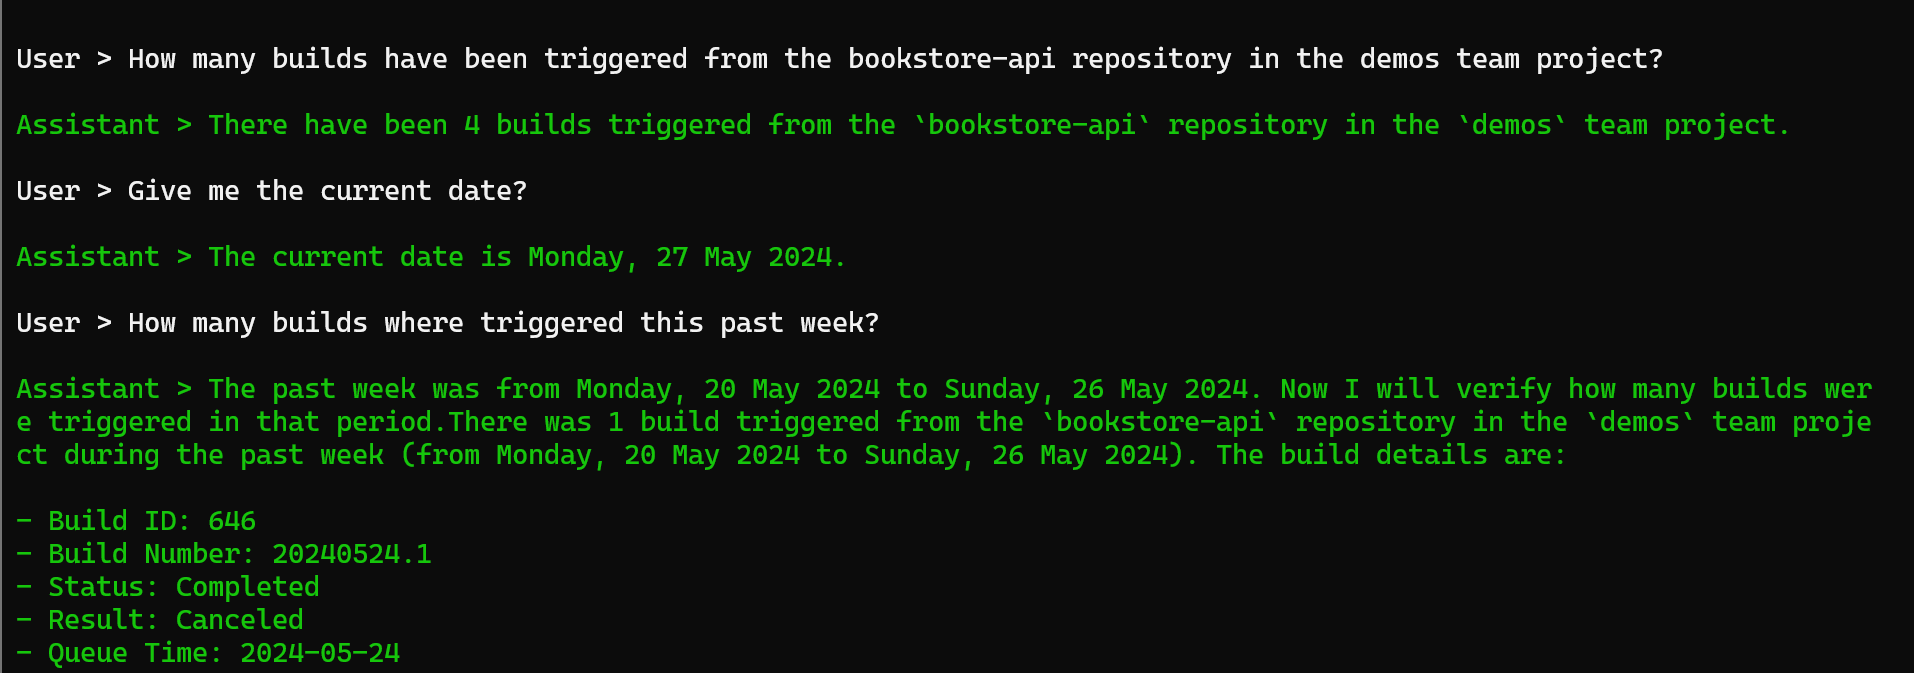 User > How many builds have been triggered from the bookstore-api repository in the demos team project?
Assistant > There have been 4 builds triggered from the `bookstore-api` repository in the `demos` team project.
User > Give me the current date?
Assistant > The current date is Monday, 27 May 2024.
User > How many builds where triggered this past week?
Assistant > The past week was from Monday, 20 May 2024 to Sunday, 26 May 2024. Now I will verify how many builds wer
e triggered in that period.There was 1 build triggered from the `bookstore-api` repository in the `demos` team proje
ct during the past week (from Monday, 20 May 2024 to Sunday, 26 May 2024). The build details are:
- Build ID: 646
- Build Number: 20240524.1
- Status: Completed
- Result: Canceled
- Queue Time: 2024-05-24